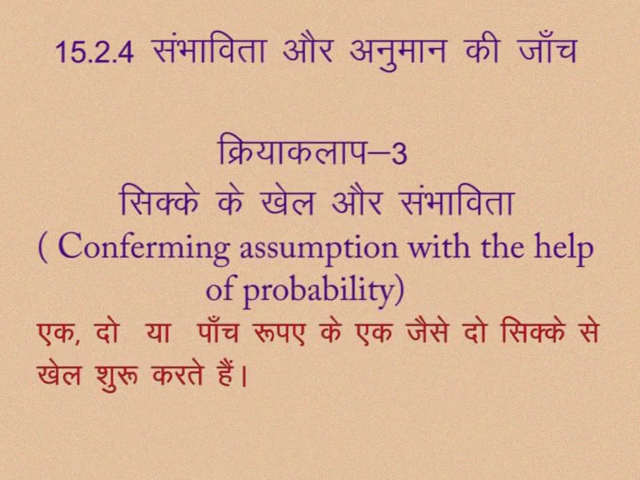 15.2.4 संभाविता और अनुमान की जाँच
क्रियाकलाप–3
सिक्के के खेल और संभाविता
( Conferming assumption with the help
of probability)
एक, दो या पाँच रूपए के एक जैसे दो सिक्के से
खेल शुरू करते हैं।